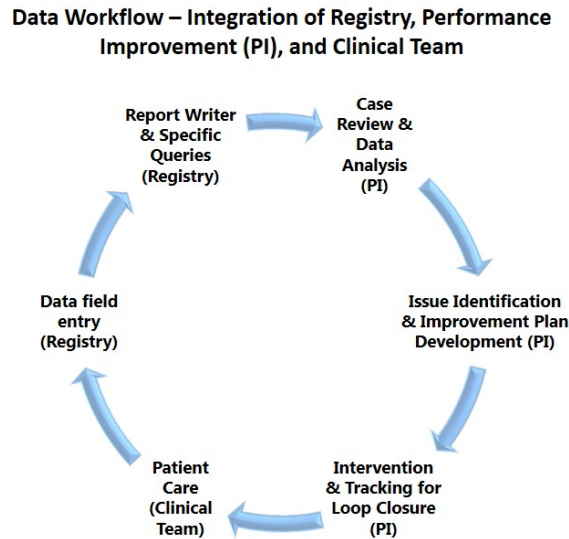 Data Workflow – Integration of Registry, Performance
Improvement (PI), and Clinical Team
Report Writer
& Specific
Queries
(Registry)
Case
Review &
Data
Analysis
(PI)
Issue Identification
& Improvement Plan
Development (PI)
Intervention
& Tracking for
Loop Closure
(PI)
Patient
Care
(Clinical
Team)
Data field
entry
(Registry)